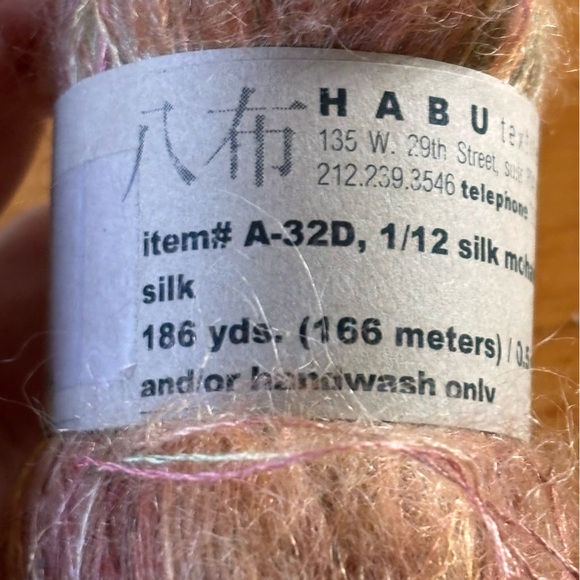 八布
HABU
135 W. 29th Street,
212.239.3546 telephone
item# A-32D, 1/12 silk
silk
186 yds. (166 meters) /
and/or handwash only